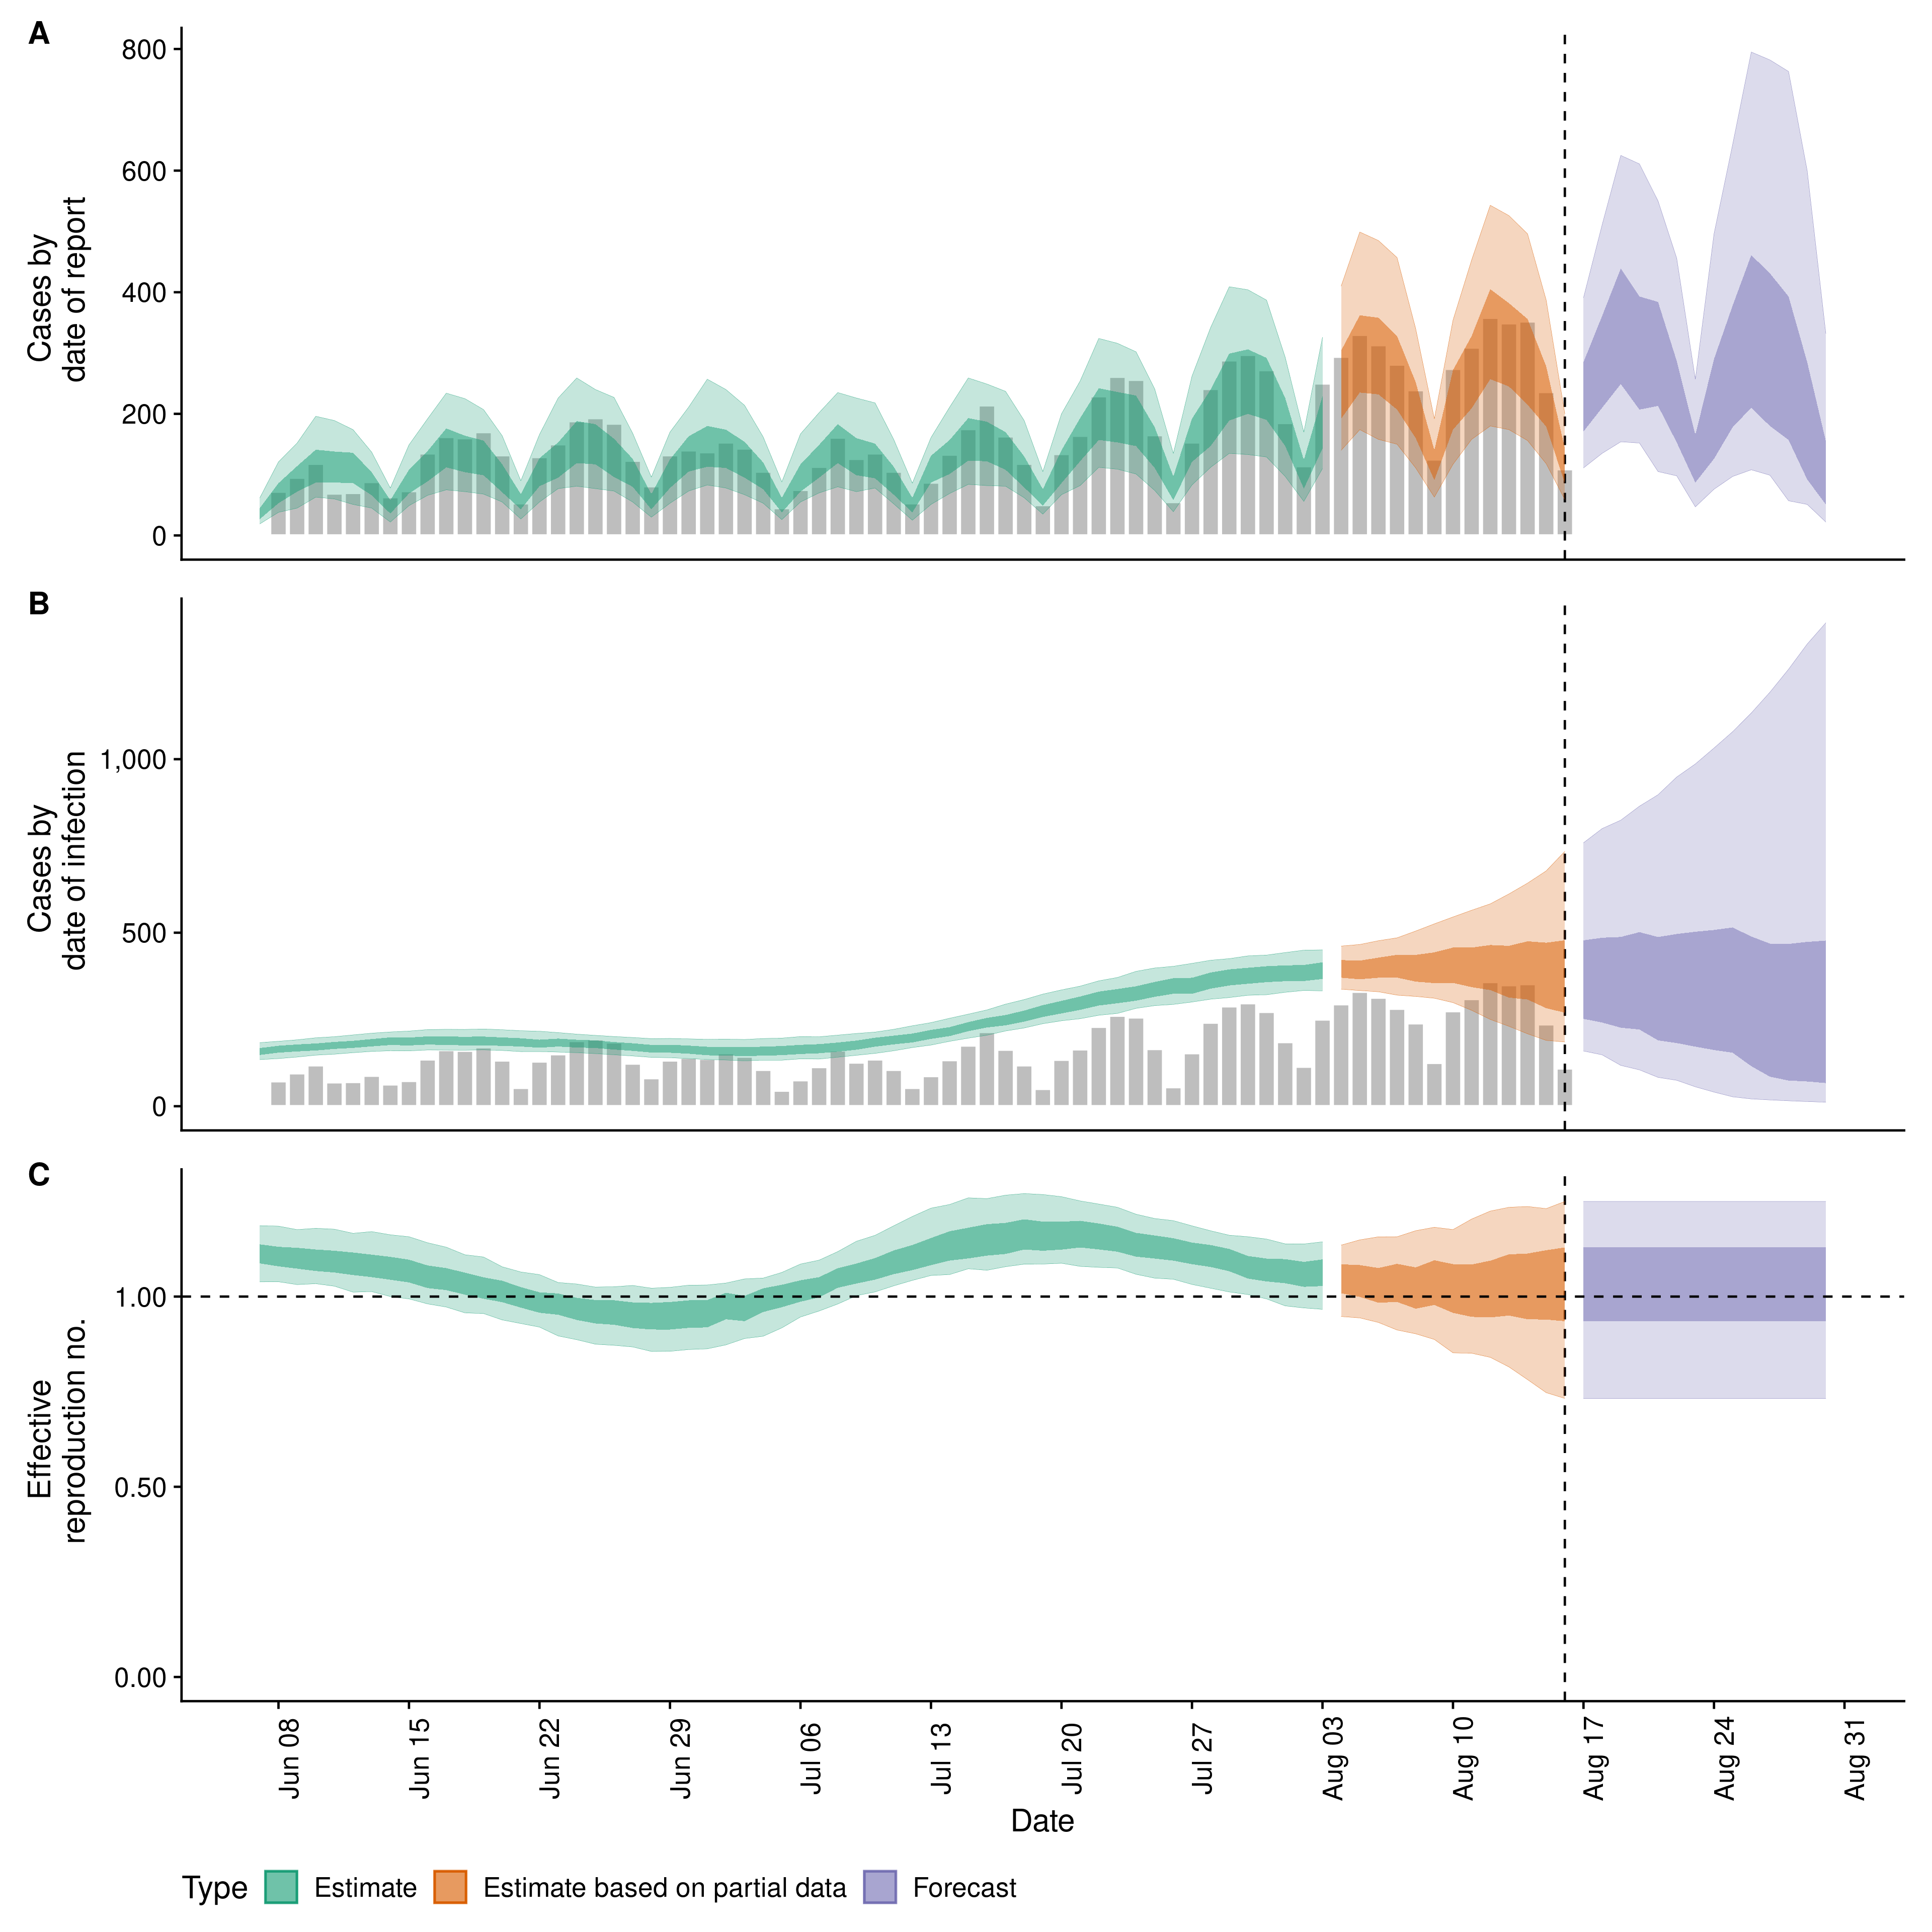 A
800
600
400
200
0
Cases by
date of report
B
1,000
500
0
Cases by
date of infection
C
1.00
0.50
0.00
Effective
reproduction no.
Jun 08
Jun 15
Jun 22
Jun 29
Jul 06
Jul 13
Jul 20
Jul 27
Aug 03
Aug 10
Aug 17
Aug 24
Aug 31
Date
Type Estimate Estimate based on partial data Forecast